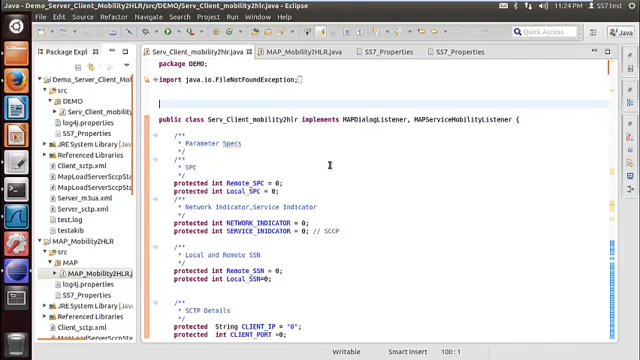 Java - Demo_Server_Client_Mobility2HLR/src/DEMO/Serv_Client_mobility2hlr.java - Eclipse
11:24 PM
SS7 test
File Edit Source Refactor Navigate Search Project Run Window Help
Quick Access
Java
Package Expl
Demo_Server_Client_Mobility
src
DEMO
Serv_Client_mobility
log4j.properties
SS7_Properties
JRE System Library
Referenced Libraries
Client_sctp.xml
MapLoadServerSccpSta
MapLoadServerSccpSta
Server_m3ua.xml
Server_sctp.xml
test.log
testakib
MAP_Mobility2HLR
src
MAP
MAP_Mobility2HLR.j
log4j.properties
SS7_Properties
JRE System Library
Referenced Libraries
Client_sctp.xml
MapLoadServerSccpSta
Serv_Client_mobility2hlr.java
MAP_Mobility2HLR.java
SS7_Properties
SS7_Properties
package DEMO;
import java.io.FileNotFoundException;
public class Serv_Client_mobility2hlr implements MAPDialogListener, MAPServiceMobilityListener {
/**
* Parameter Specs
*/
/**
* SPC
*/
protected int Remote_SPC = 0;
protected int Local_SPC = 0;
/**
* Network Indicator,Service Indicator
*/
protected int NETWORK_INDICATOR = 0;
protected int SERVICE_INIDCATOR = 0; // SCCP
/**
* Local and Remote SSN
*/
protected int Remote_SSN = 0;
protected int Local_SSN=0;
/**
* SCTP Details
*/
protected String CLIENT_IP = "0";
protected int CLIENT_PORT =0;
Writable
Smart Insert
100 : 1